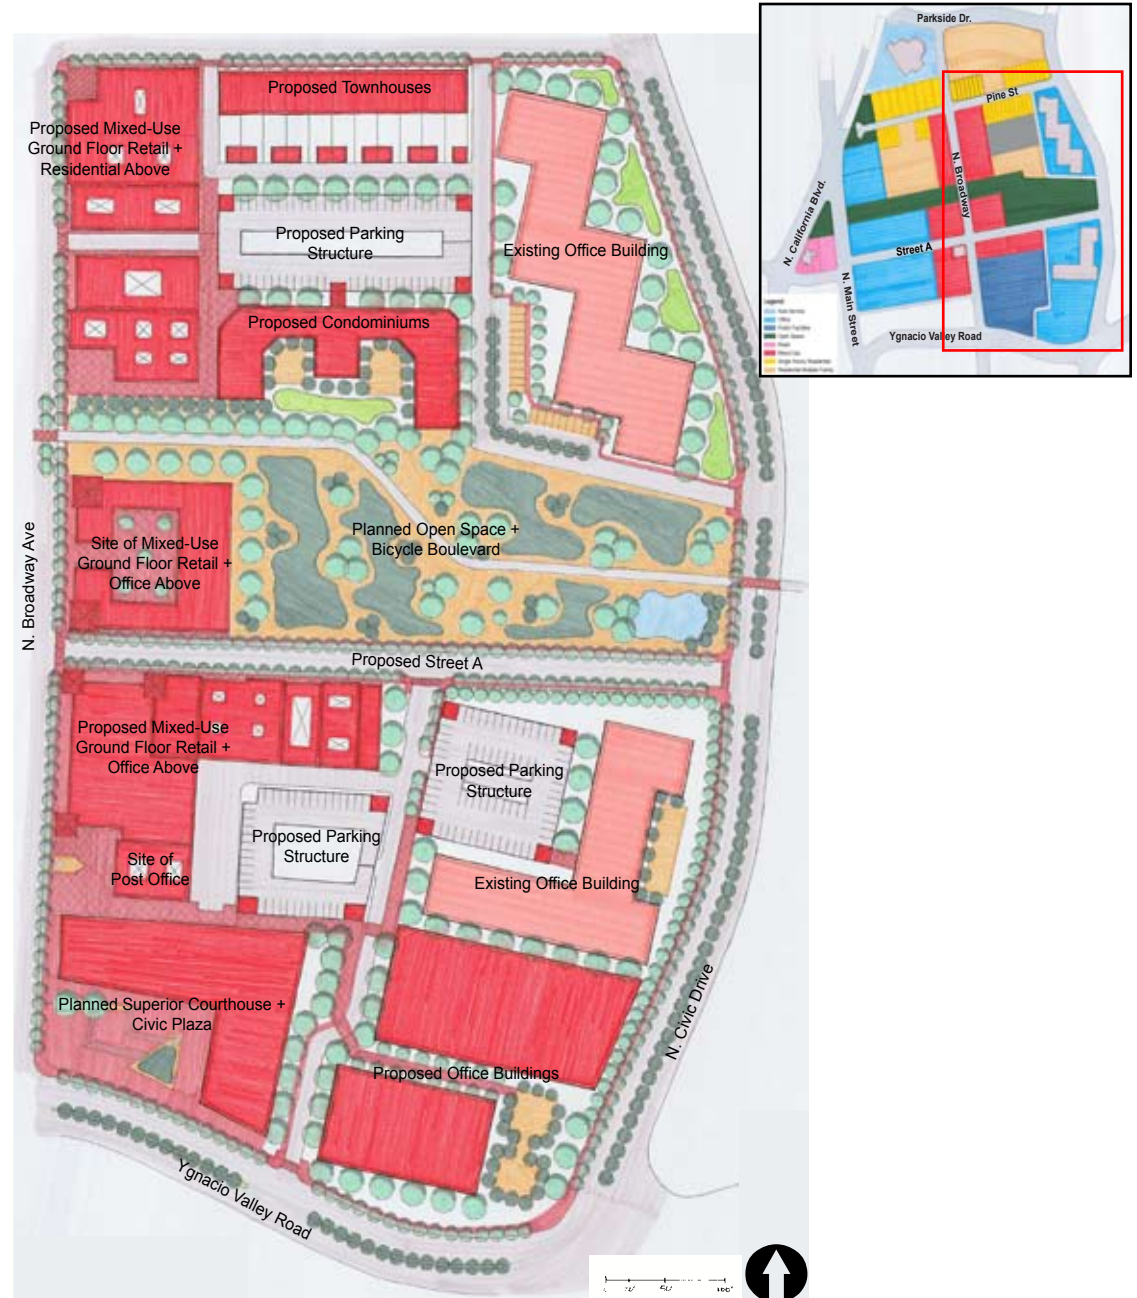 Parkside Dr.
Pine St
N. Broadway
N. California Blvd.
Street A
N. Main Street
Ygnacio Valley Road
Legend
Proposed Townhouses
Proposed Mixed-Use
Ground Floor Retail +
Residential Above
Proposed Parking
Structure
Existing Office Building
Proposed Condominiums
N. Broadway Ave
Planned Open Space +
Bicycle Boulevard
Site of Mixed-Use
Ground Floor Retail +
Office Above
Proposed Street A
Proposed Mixed-Use
Ground Floor Retail +
Office Above
Proposed Parking
Structure
Proposed Parking
Structure
Site of
Post Office
Existing Office Building
Planned Superior Courthouse +
Civic Plaza
N. Civic Drive
Proposed Office Buildings
Ygnacio Valley Road